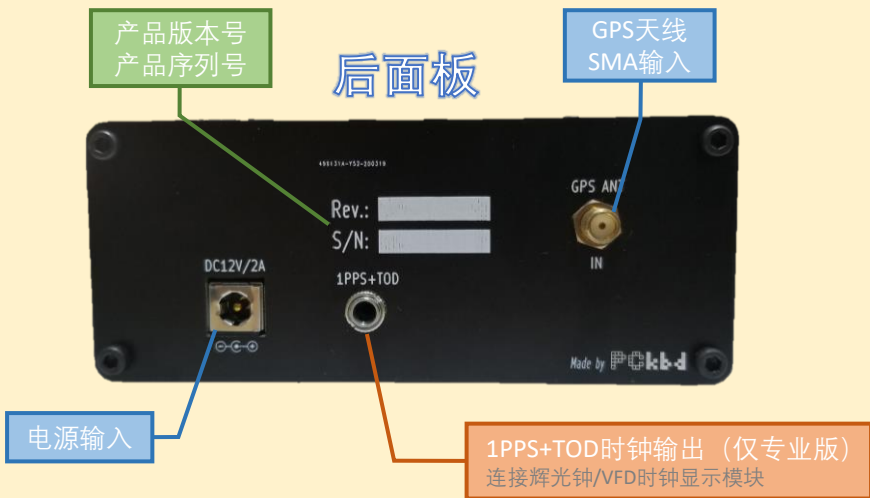 产品版本号
产品序列号
后面板
GPS天线
SMA输入
Rev.:
S/N:
GPS ANT
IN
DC12V/2A
1PPS+TOD
Made by PCkbd
电源输入
1PPS+TOD时钟输出（仅专业版）
连接辉光钟/VFD时钟显示模块